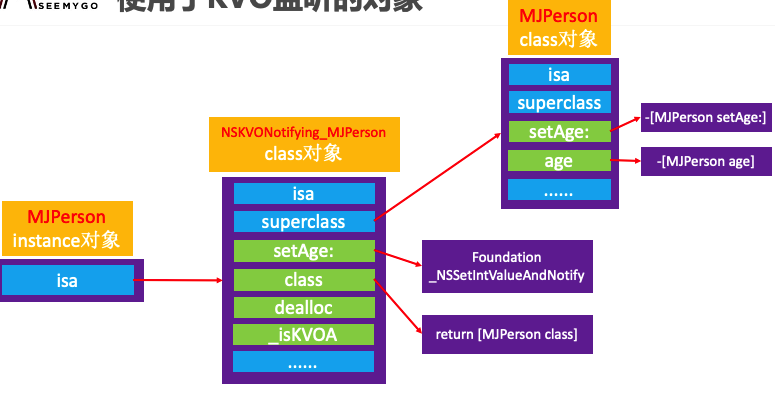 SEEMYGO
使用了KVO监听的对象
MJPerson
class对象
isa
superclass
setAge:
age
......
-[MJPerson setAge:]
-[MJPerson age]
NSKVONotifying_MJPerson
class对象
isa
superclass
setAge:
class
dealloc
_isKVOA
......
MJPerson
instance对象
isa
Foundation
_NSSetIntValueAndNotify
return [MJPerson class]